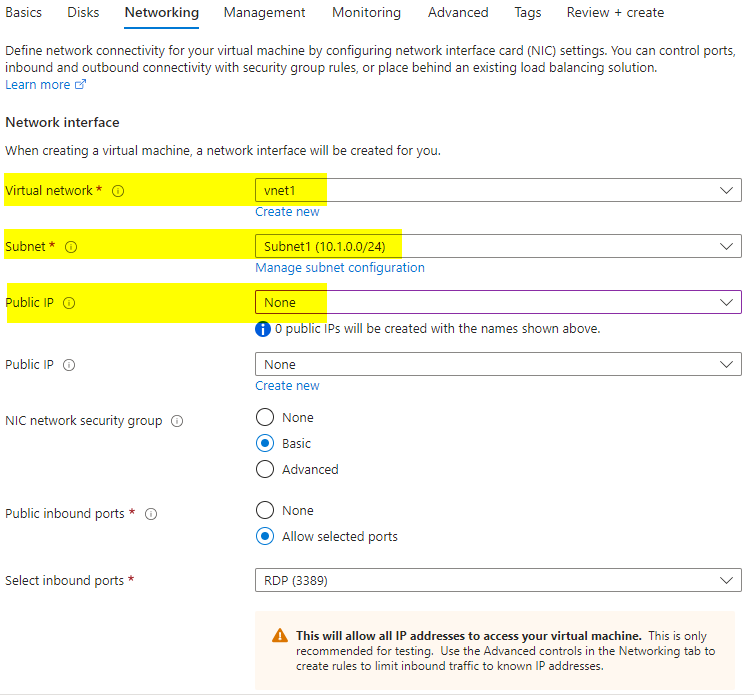 Basics Disks Networking Management Monitoring Advanced Tags Review + create
Define network connectivity for your virtual machine by configuring network interface card (NIC) settings. You can control ports,
inbound and outbound connectivity with security group rules, or place behind an existing load balancing solution.
Learn more
Network interface
When creating a virtual machine, a network interface will be created for you.
Virtual network * vnet1
Create new
Subnet * Subnet1 (10.1.0.0/24)
Manage subnet configuration
Public IP None
0 public IPs will be created with the names shown above.
Public IP None
Create new
NIC network security group None
Basic
Advanced
Public inbound ports * None
Allow selected ports
Select inbound ports * RDP (3389)
This will allow all IP addresses to access your virtual machine. This is only
recommended for testing. Use the Advanced controls in the Networking tab to
create rules to limit inbound traffic to known IP addresses.